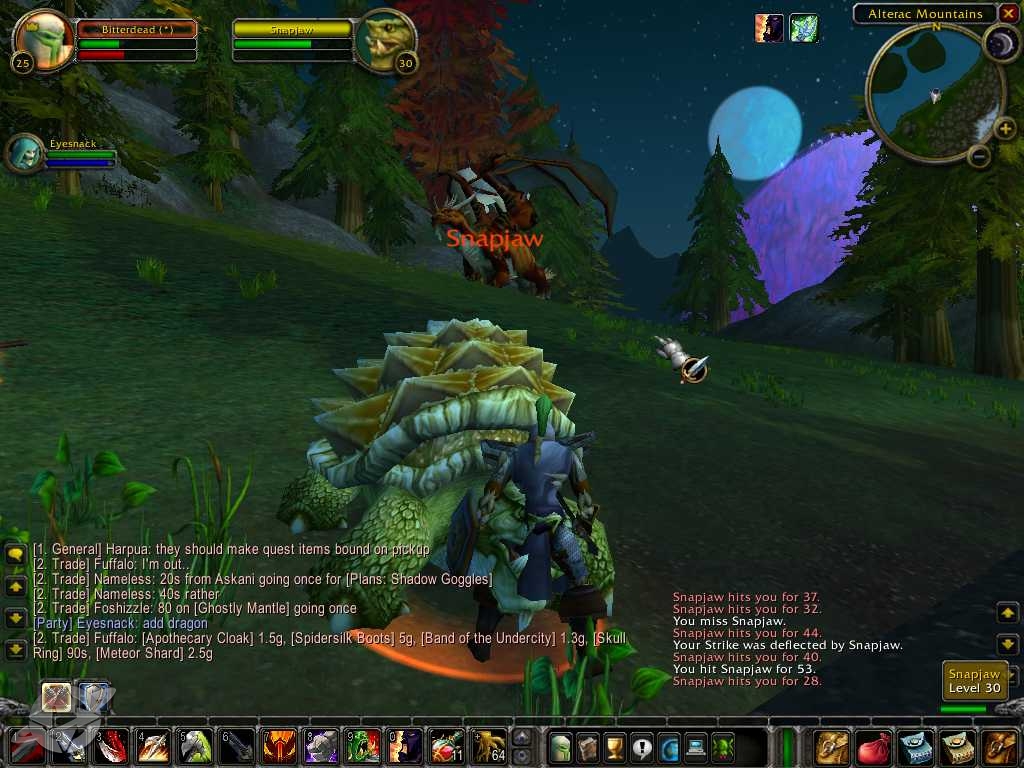 Bitterdead (*)
Snapjaw
Alterac Mountains
N
25
30
Eyesnack
Snapjaw
[1. General] Harpua: they should make quest items bound on pickup
[2. Trade] Fuffalo: I'm out..
[2. Trade] Nameless: 20s from Askani going once for [Plans: Shadow Goggles]
[2. Trade] Nameless: 40s rather
[2. Trade] Foshizzle: 80 on [Ghostly Mantle] going once
[Party] Eyesnack: add dragon
[2. Trade] Fuffalo: [Apothecary Cloak] 1.5g, [Spidersilk Boots] 5g, [Band of the Undercity] 1.3g, [Skull
Ring] 90s, [Meteor Shard] 2.5g
Snapjaw hits you for 37.
Snapjaw hits you for 32.
You miss Snapjaw.
Snapjaw hits you for 44.
Your Strike was deflected by Snapjaw.
Snapjaw hits you for 40.
You hit Snapjaw for 53.
Snapjaw hits you for 28.
Snapjaw
Level 30
4 5 6 11 64